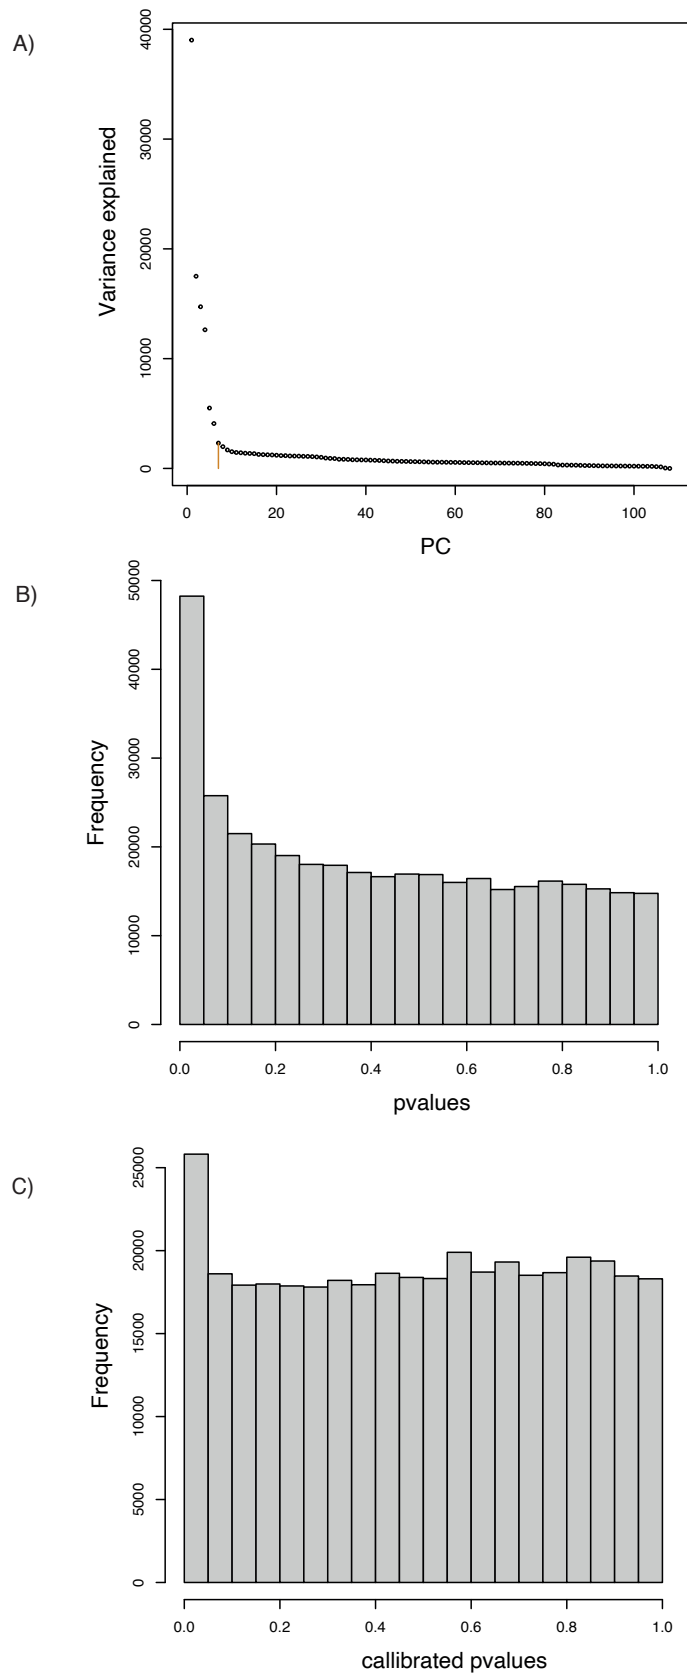 A)
Variance explained
40000
30000
20000
10000
0
0 20 40 60 80 100
PC
B)
Frequency
50000
40000
30000
20000
10000
0
0.0 0.2 0.4 0.6 0.8 1.0
pvalues
C)
Frequency
25000
20000
15000
10000
5000
0
0.0 0.2 0.4 0.6 0.8 1.0
callibrated pvalues